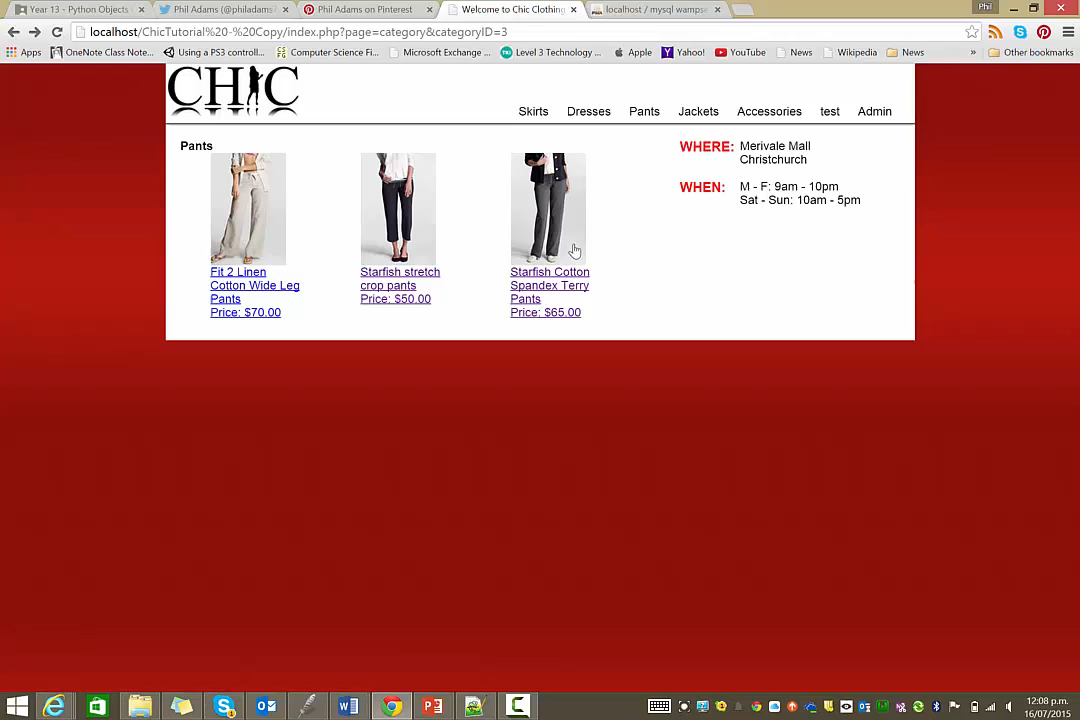 Year 13 - Python Objects
Phil Adams (@philadams
Phil Adams on Pinterest
Welcome to Chic Clothing
localhost / mysql wampse
Phil
localhost/ChicTutorial - - Copy/index.php?page=category&categoryID=3
Apps
OneNote Class Note...
Using a PS3 controll...
Computer Science Fi...
Microsoft Exchange ...
Level 3 Technology ...
Apple
Yahoo!
YouTube
News
Wikipedia
News
»
Other bookmarks
CHIC
Skirts
Dresses
Pants
Jackets
Accessories
test
Admin
Pants
Fit 2 Linen
Cotton Wide Leg
Pants
Price: $70.00
Starfish stretch
crop pants
Price: $50.00
Starfish Cotton
Spandex Terry
Pants
Price: $65.00
WHERE: Merivale Mall
Christchurch
WHEN: M - F: 9am - 10pm
Sat - Sun: 10am - 5pm
12:08 p.m.
16/07/2015